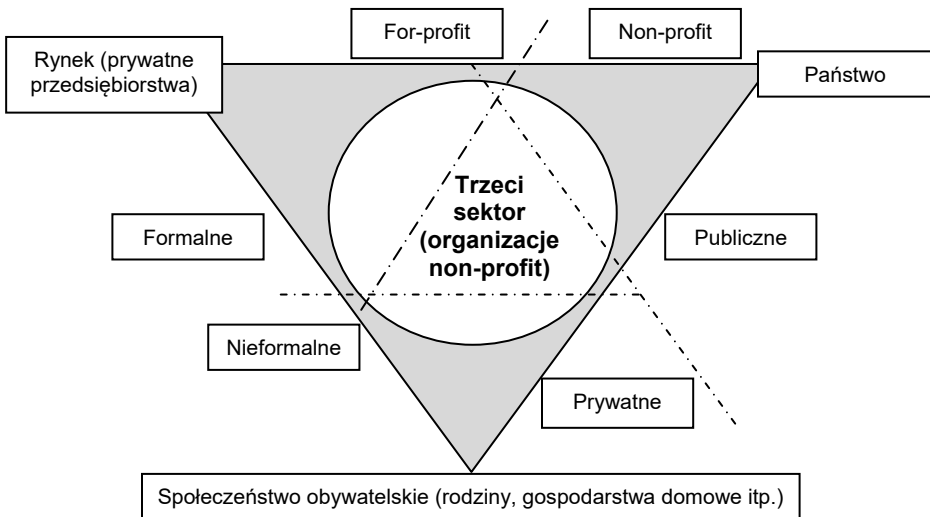 For-profit
Non-profit
Rynek (prywatne
przedsiębiorstwa)
Państwo
Trzeci
sektor
(organizacje
non-profit)
Formalne
Publiczne
Nieformalne
Prywatne
Społeczeństwo obywatelskie (rodziny, gospodarstwa domowe itp.)